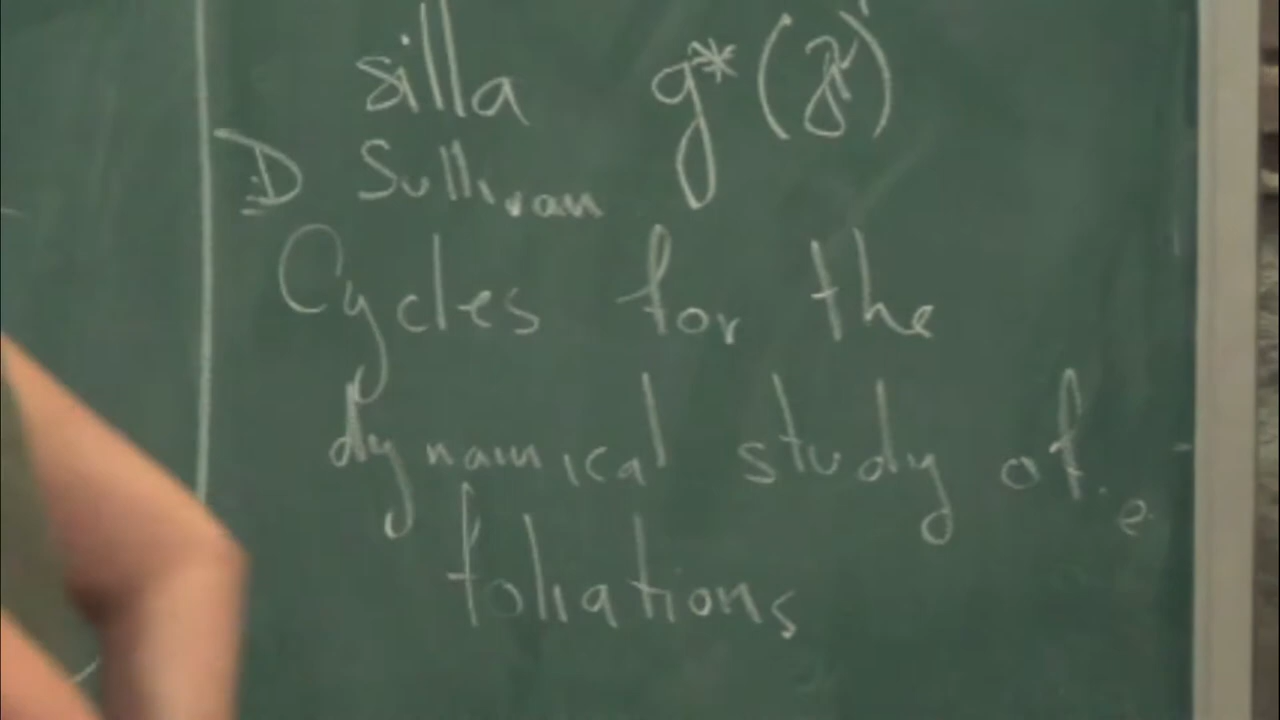 silla g*(γ')
D Sullivan
Cycles for the
dynamical study of
foliations